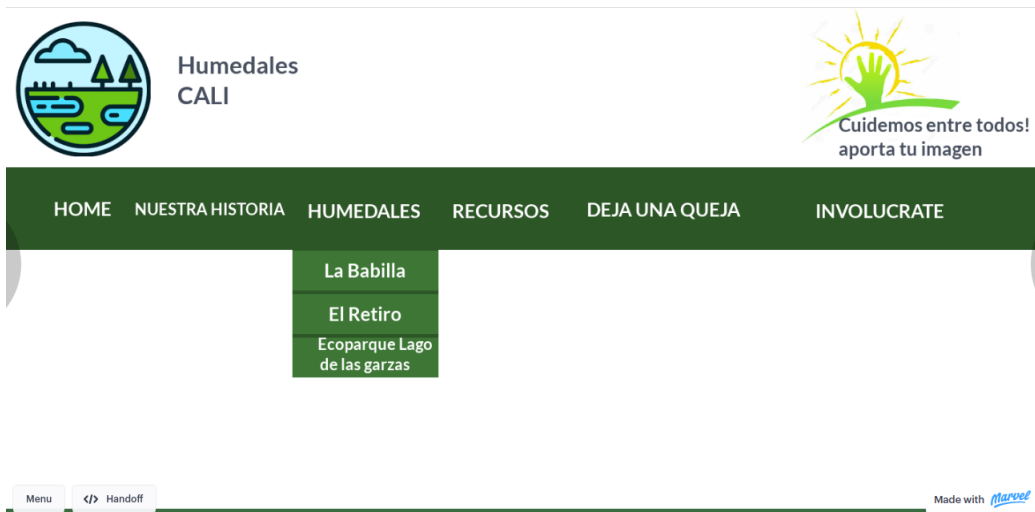 Humedales
CALI
Cuidemos entre todos!
aporta tu imagen
HOME NUESTRA HISTORIA HUMEDALES RECURSOS DEJA UNA QUEJA INVOLUCRATE
La Babilla
El Retiro
Ecoparque Lago
de las garzas
Menu </> Handoff Made with Marvel